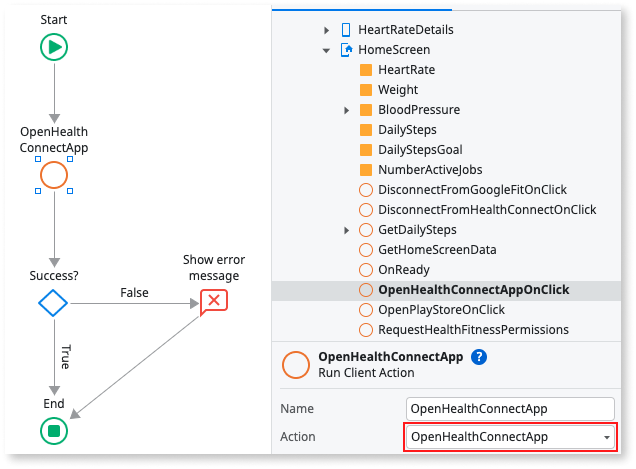 Start
OpenHealth
ConnectApp
Success?
False
Show error
message
True
End
HeartRateDetails
HomeScreen
HeartRate
Weight
BloodPressure
DailySteps
DailyStepsGoal
NumberActiveJobs
DisconnectFromGoogleFitOnClick
DisconnectFromHealthConnectOnClick
GetDailySteps
GetHomeScreenData
OnReady
OpenHealthConnectAppOnClick
OpenPlayStoreOnClick
RequestHealthFitnessPermissions
OpenHealthConnectApp ?
Run Client Action
Name OpenHealthConnectApp
Action OpenHealthConnectApp